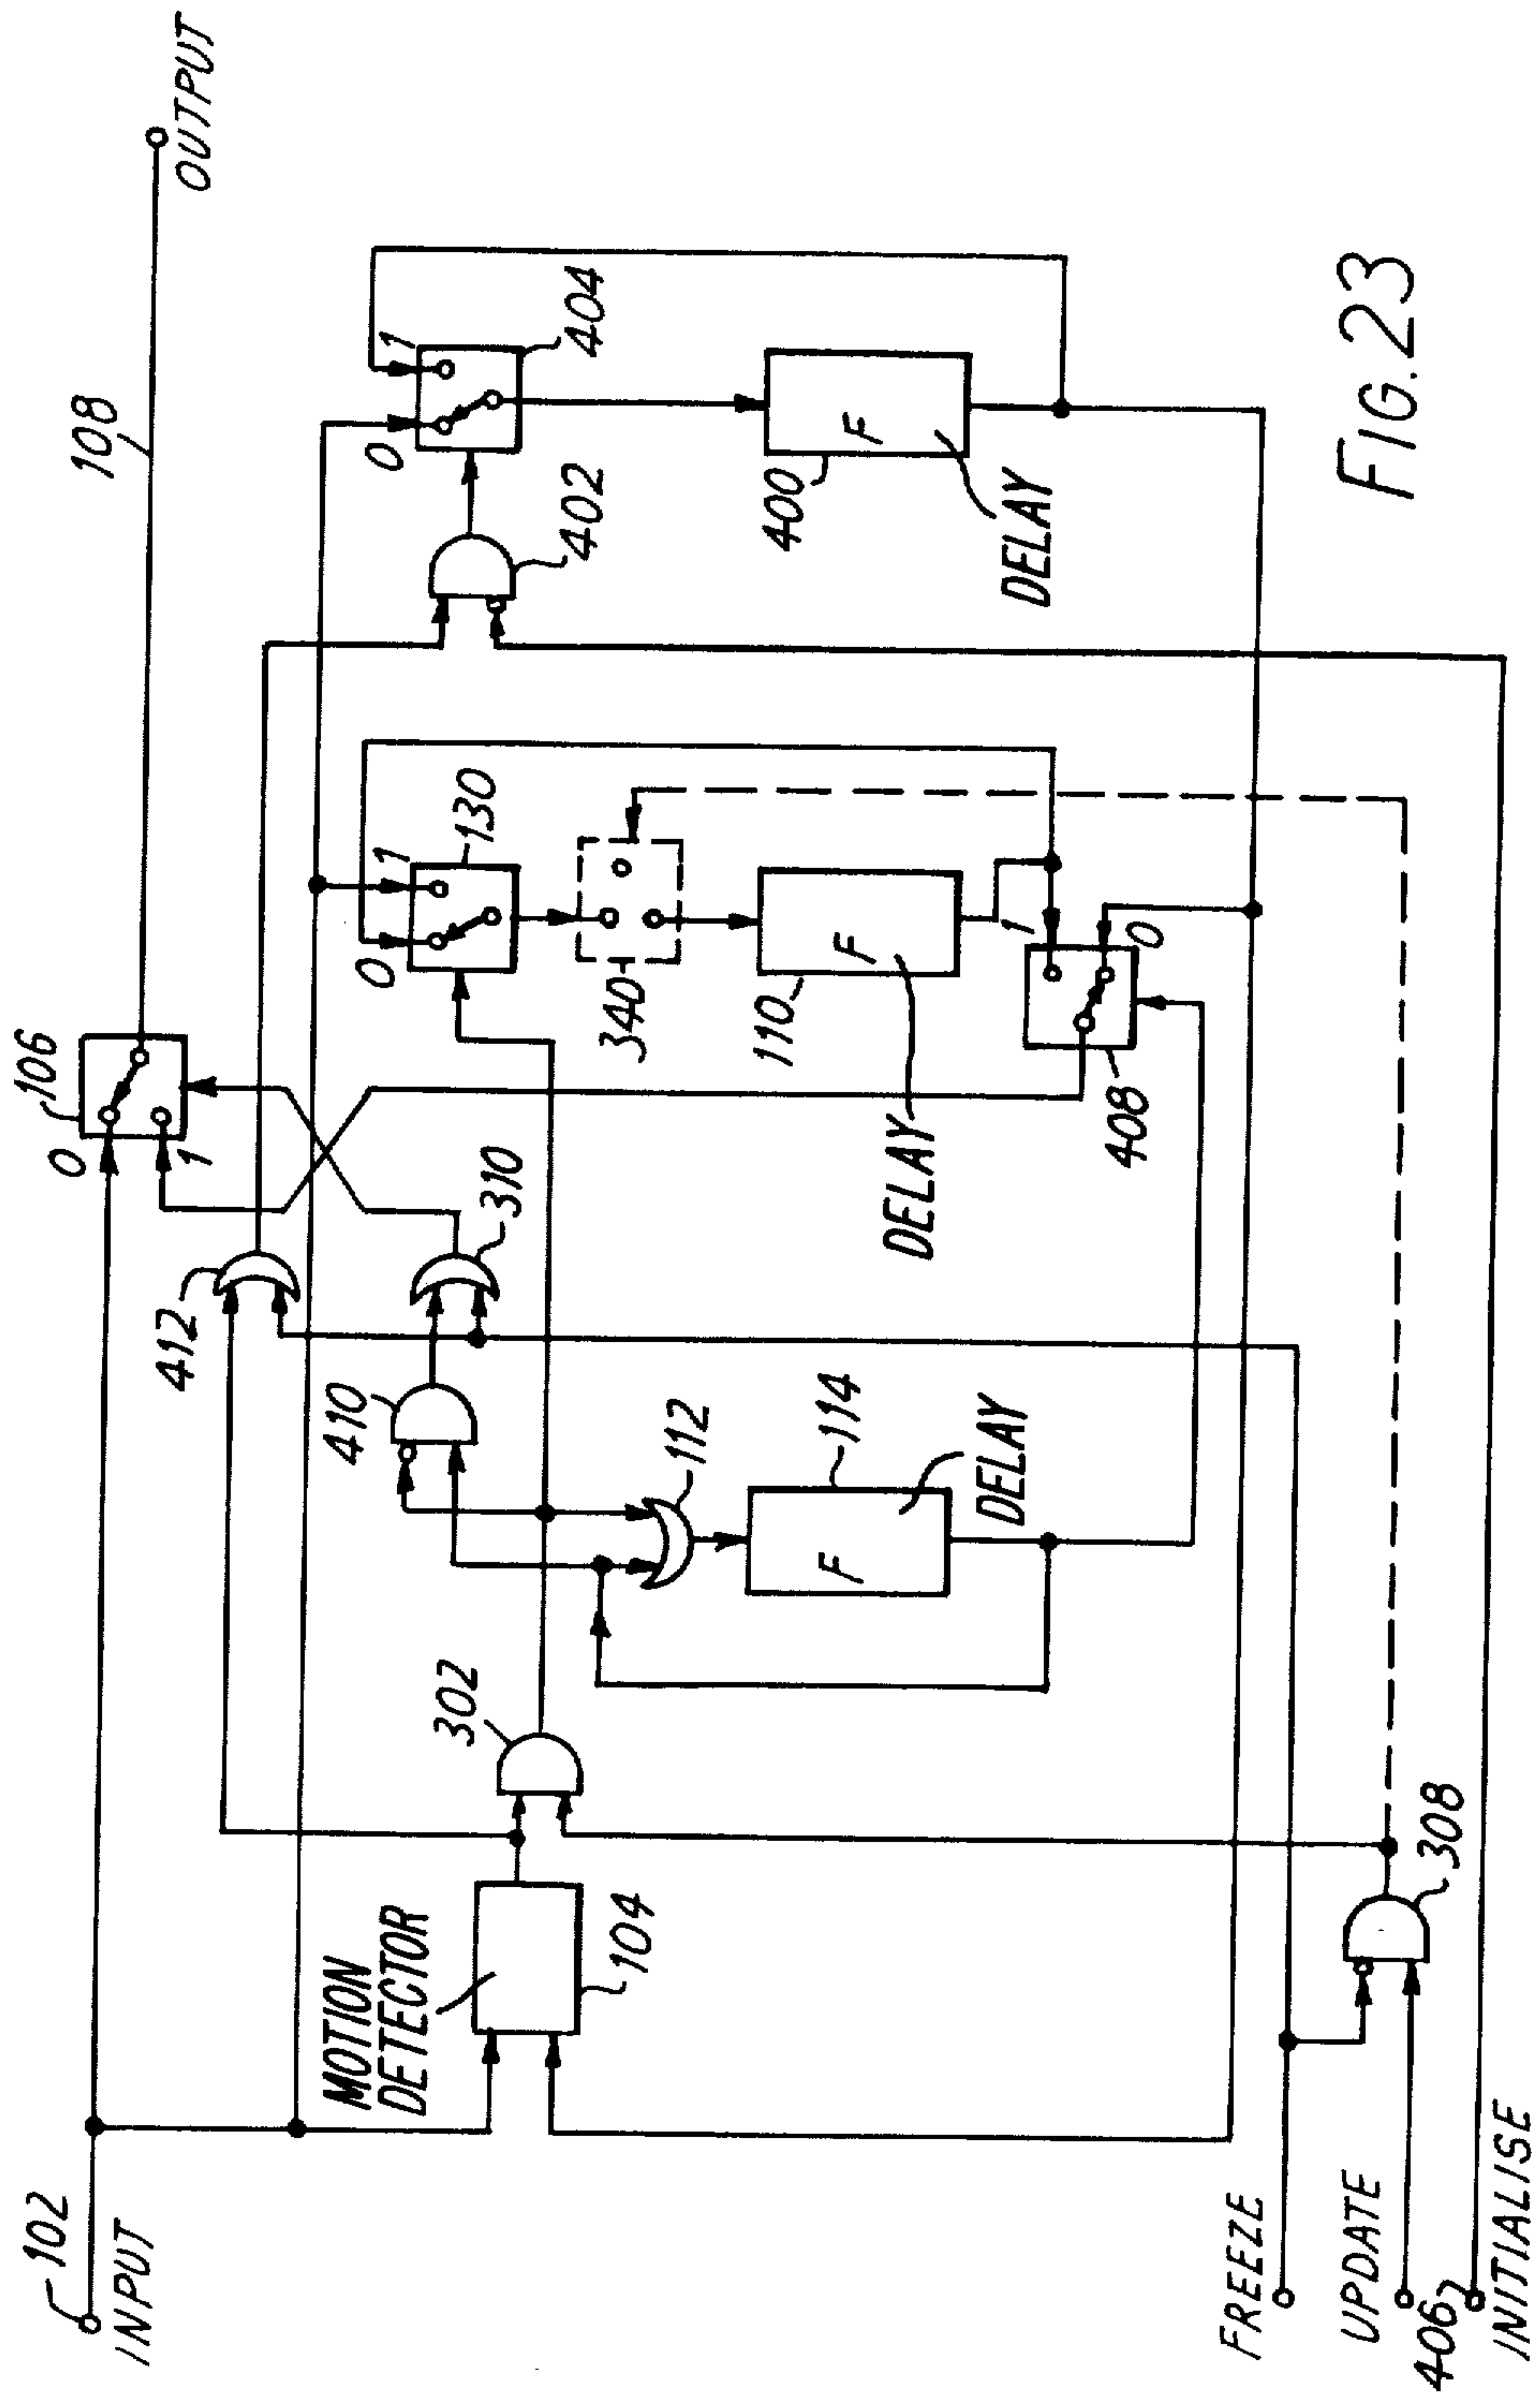 102
INPUT
106
0
1
108
OUTPUT
412
MOTION
DETECTOR
104
302
410
310
112
F
114
DELAY
0
1
130
340
F
110
DELAY
1
0
408
402
0
1
404
F
400
DELAY
FREEZE
UPDATE
308
406
INITIALISE
FIG. 23